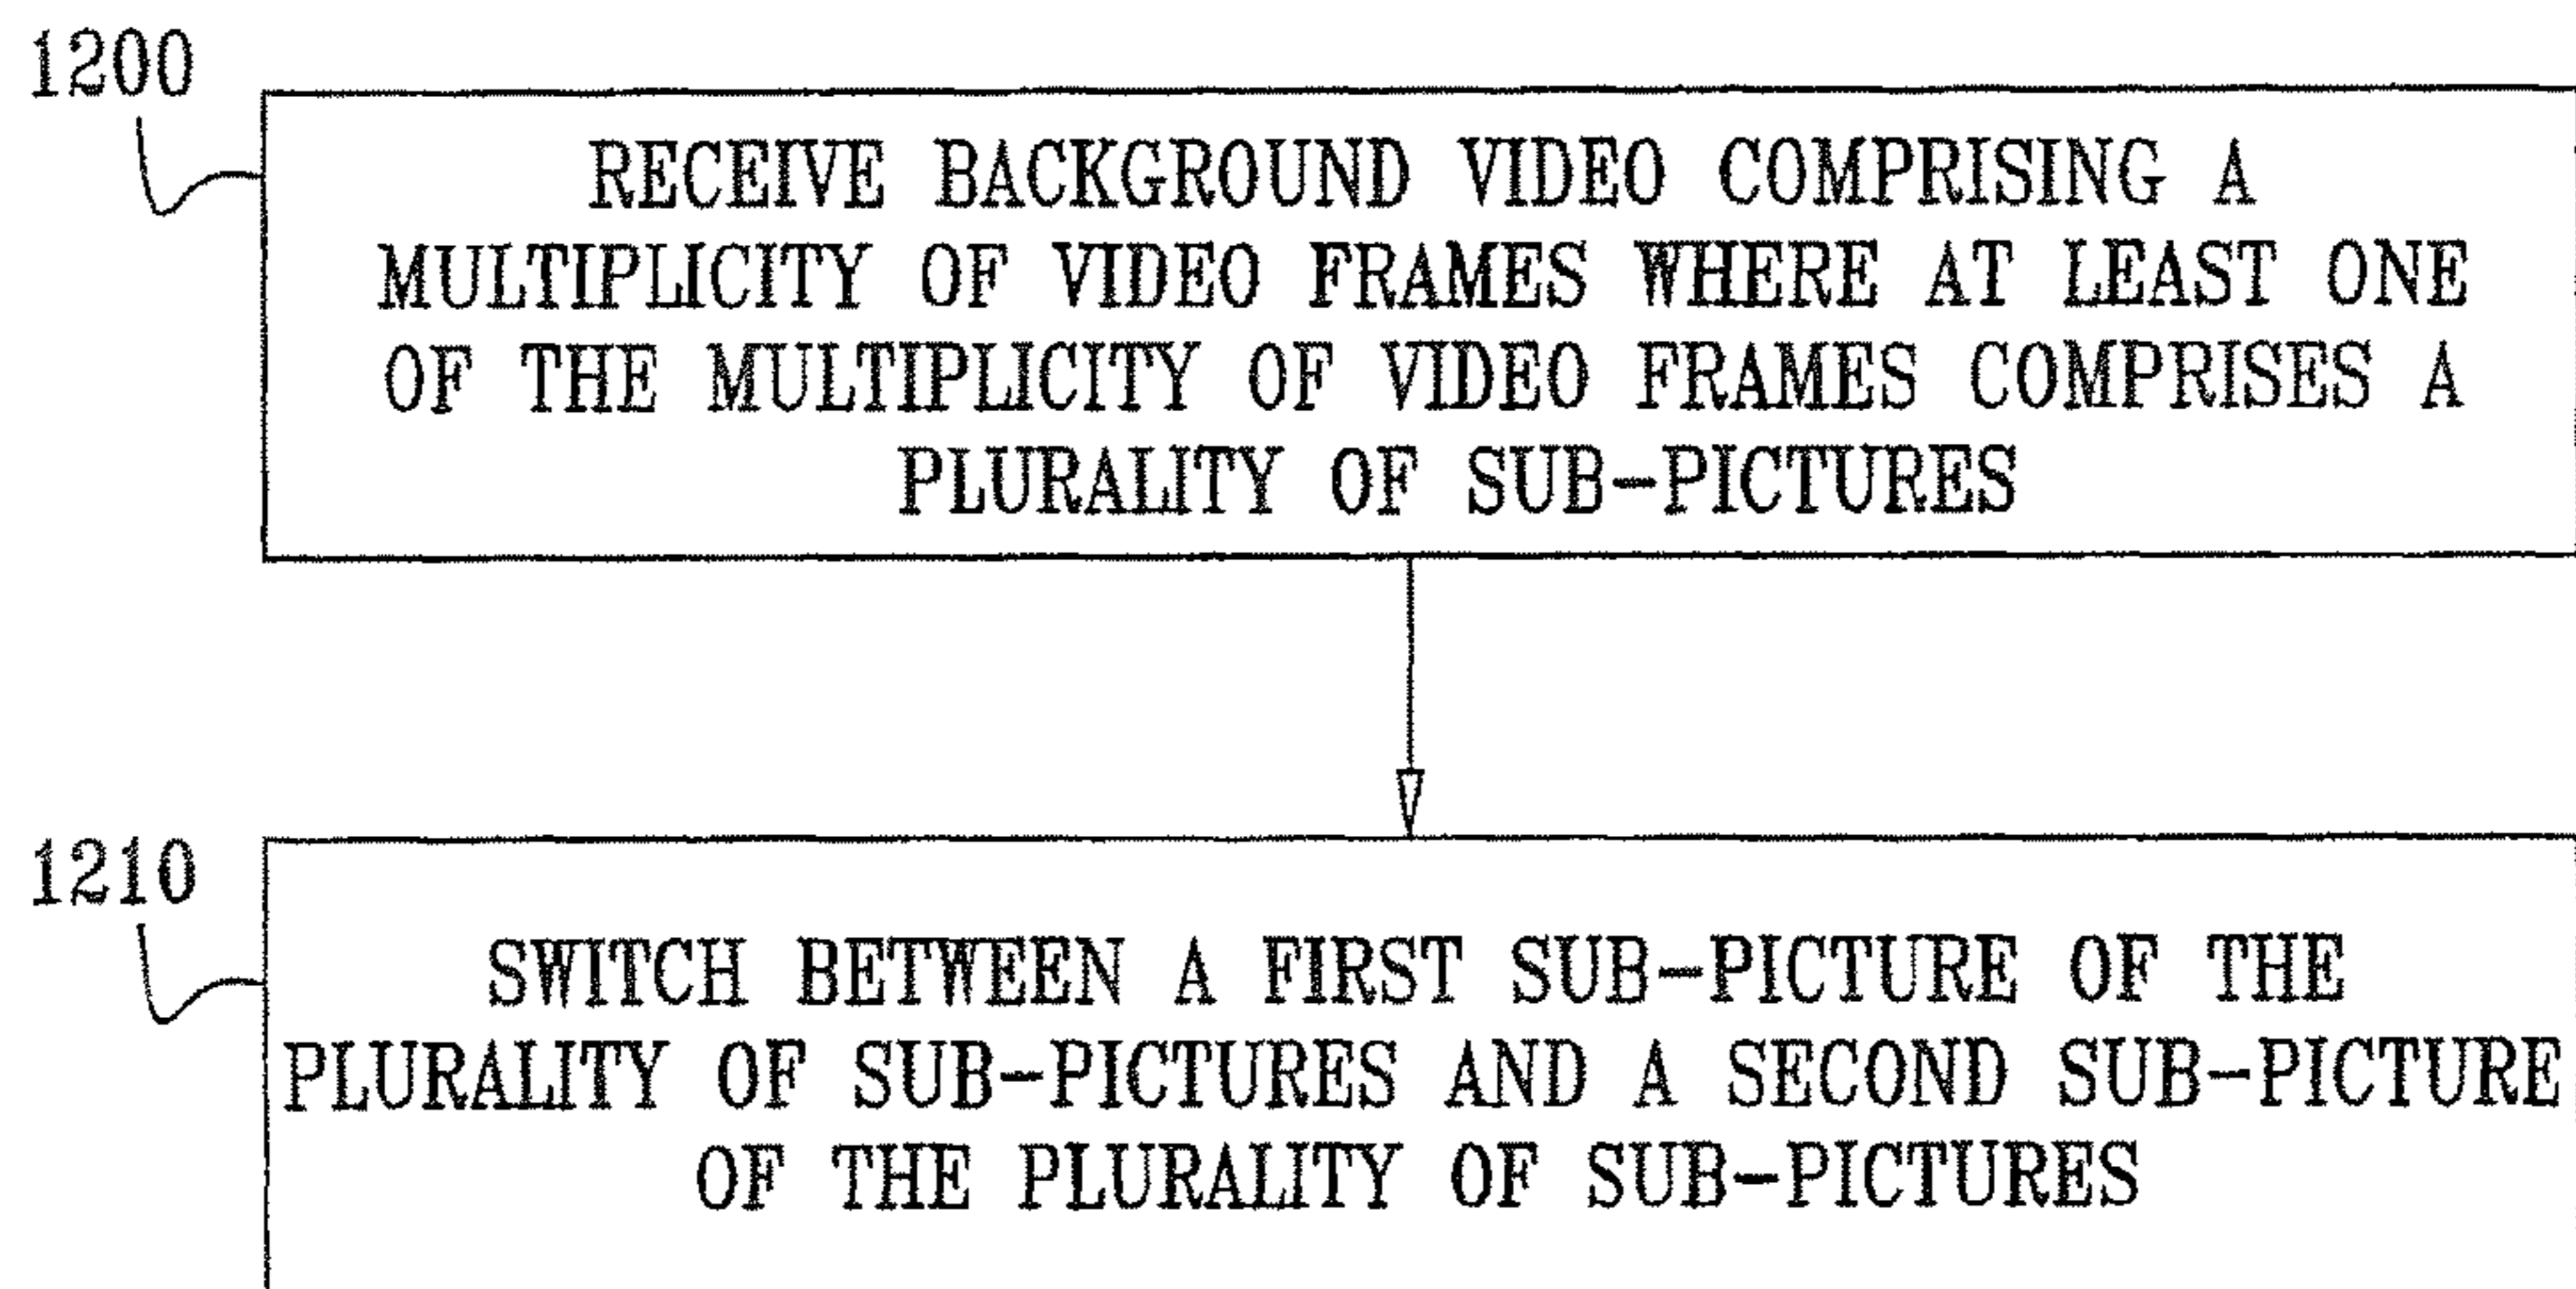 1200
RECEIVE BACKGROUND VIDEO COMPRISING A
MULTIPLICITY OF VIDEO FRAMES WHERE AT LEAST ONE
OF THE MULTIPLICITY OF VIDEO FRAMES COMPRISES A
PLURALITY OF SUB-PICTURES
1210
SWITCH BETWEEN A FIRST SUB-PICTURE OF THE
PLURALITY OF SUB-PICTURES AND A SECOND SUB-PICTURE
OF THE PLURALITY OF SUB-PICTURES